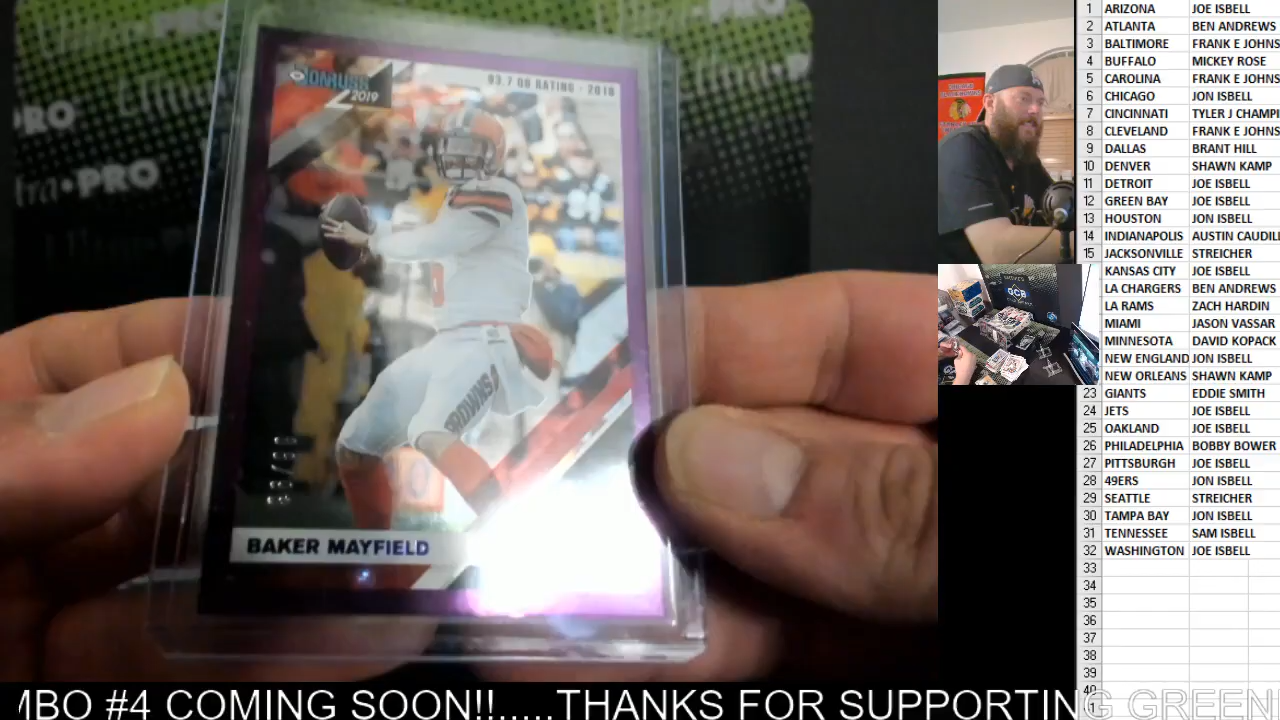 DONRUSS
2019
93.7 QB RATING - 2018
BROWNS
BAKER MAYFIELD
PRO
PRO
GCB
1 ARIZONA JOE ISBELL
2 ATLANTA BEN ANDREWS
3 BALTIMORE FRANK E JOHNS
4 BUFFALO MICKEY ROSE
5 CAROLINA FRANK E JOHNS
6 CHICAGO JON ISBELL
7 CINCINNATI TYLER J CHAMPI
8 CLEVELAND FRANK E JOHNS
9 DALLAS BRANT HILL
10 DENVER SHAWN KAMP
11 DETROIT JOE ISBELL
12 GREEN BAY JOE ISBELL
13 HOUSTON JON ISBELL
14 INDIANAPOLIS AUSTIN CAUDILL
15 JACKSONVILLE STREICHER
KANSAS CITY JOE ISBELL
LA CHARGERS BEN ANDREWS
LA RAMS ZACH HARDIN
MIAMI JASON VASSAR
MINNESOTA DAVID KOPACK
NEW ENGLAND JON ISBELL
NEW ORLEANS SHAWN KAMP
23 GIANTS EDDIE SMITH
24 JETS JOE ISBELL
25 OAKLAND JOE ISBELL
26 PHILADELPHIA BOBBY BOWER
27 PITTSBURGH JOE ISBELL
28 49ERS JON ISBELL
29 SEATTLE STREICHER
30 TAMPA BAY JON ISBELL
31 TENNESSEE SAM ISBELL
32 WASHINGTON JOE ISBELL
33
34
35
36
37
38
39
40
MBO #4 COMING SOON!!.....THANKS FOR SUPPORTING GREEN